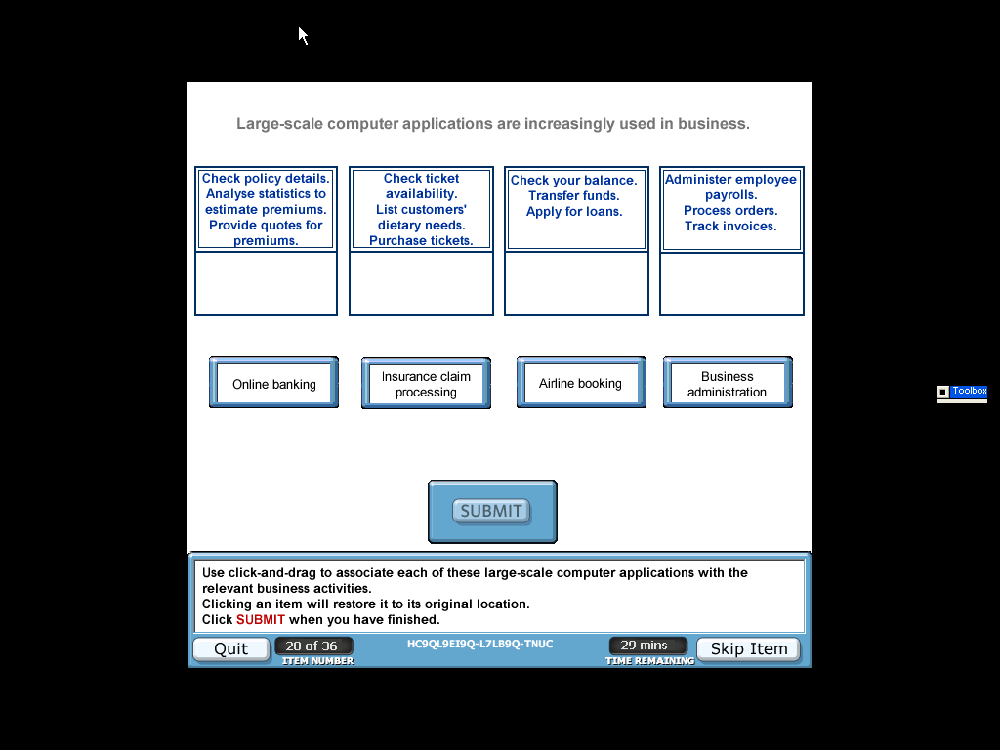 Large-scale computer applications are increasingly used in business.
Check policy details.
Analyse statistics to
estimate premiums.
Provide quotes for
premiums.
Check ticket
availability.
List customers'
dietary needs.
Purchase tickets.
Check your balance.
Transfer funds.
Apply for loans.
Administer employee
payrolls.
Process orders.
Track invoices.
Online banking
Insurance claim
processing
Airline booking
Business
administration
SUBMIT
Toolbox
Use click-and-drag to associate each of these large-scale computer applications with the
relevant business activities.
Clicking an item will restore it to its original location.
Click SUBMIT when you have finished.
Quit
20 of 36
ITEM NUMBER
HC9QL9EI9Q-L7LB9Q-TNUC
29 mins
TIME REMAINING
Skip Item